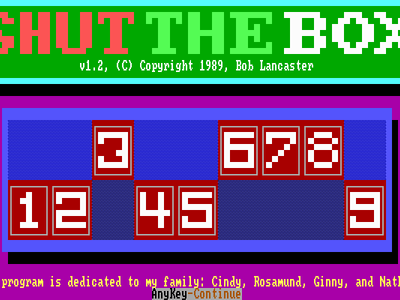 SHUT THE BOX
v1.2, (C) Copyright 1989, Bob Lancaster
3 6 7 8
1 2 4 5 9
program is dedicated to my family: Cindy, Rosamund, Ginny, and
AnyKey-Continue